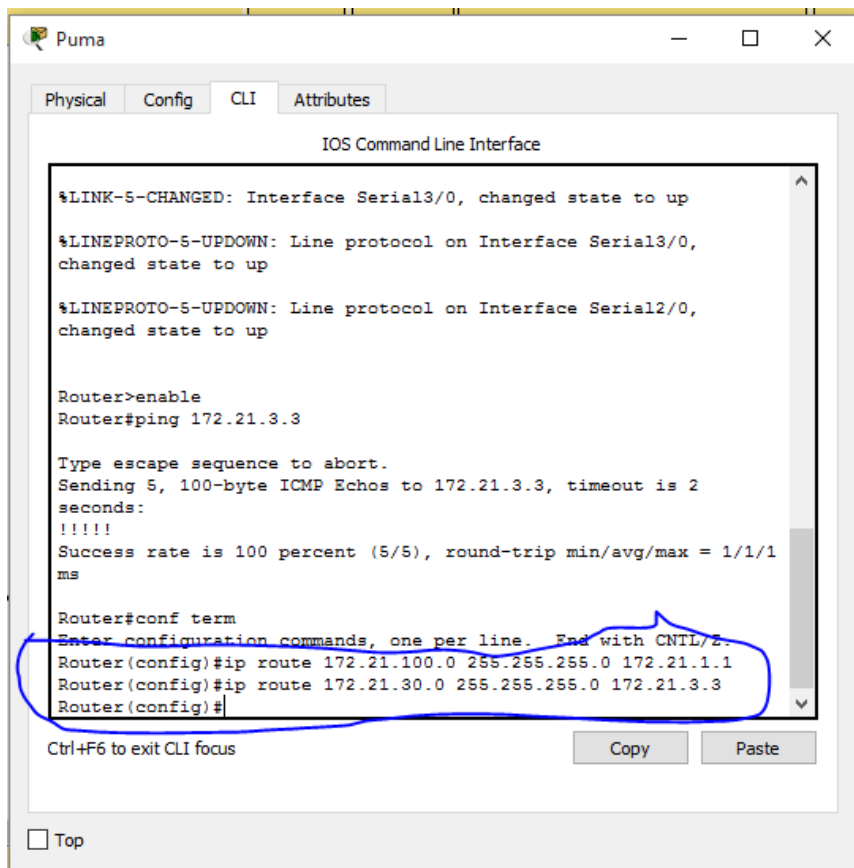 Puma
Physical Config CLI Attributes
IOS Command Line Interface
%LINK-5-CHANGED: Interface Serial3/0, changed state to up
%LINEPROTO-5-UPDOWN: Line protocol on Interface Serial3/0,
changed state to up
%LINEPROTO-5-UPDOWN: Line protocol on Interface Serial2/0,
changed state to up
Router>enable
Router#ping 172.21.3.3
Type escape sequence to abort.
Sending 5, 100-byte ICMP Echos to 172.21.3.3, timeout is 2
seconds:
!!!!!
Success rate is 100 percent (5/5), round-trip min/avg/max = 1/1/1
ms
Router#conf term
Enter configuration commands, one per line. End with CNTL/Z.
Router(config)#ip route 172.21.100.0 255.255.255.0 172.21.1.1
Router(config)#ip route 172.21.30.0 255.255.255.0 172.21.3.3
Router(config)#
Ctrl+F6 to exit CLI focus
Copy Paste
Top